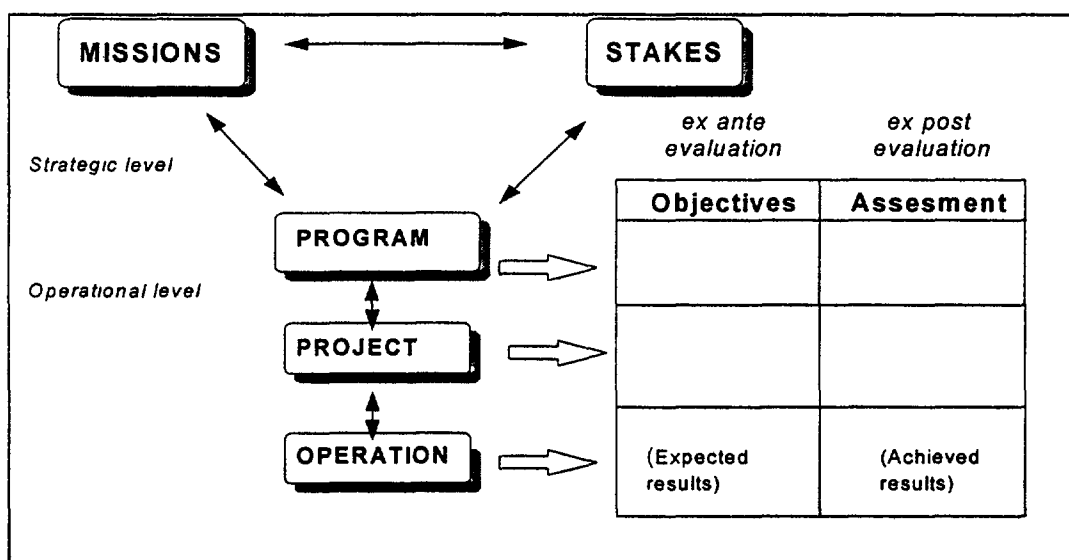 MISSIONS
STAKES
ex ante
evaluation
ex post
evaluation
Strategic level
Objectives
Assesment
PROGRAM
Operational level
PROJECT
OPERATION
(Expected
results)
(Achieved
results)